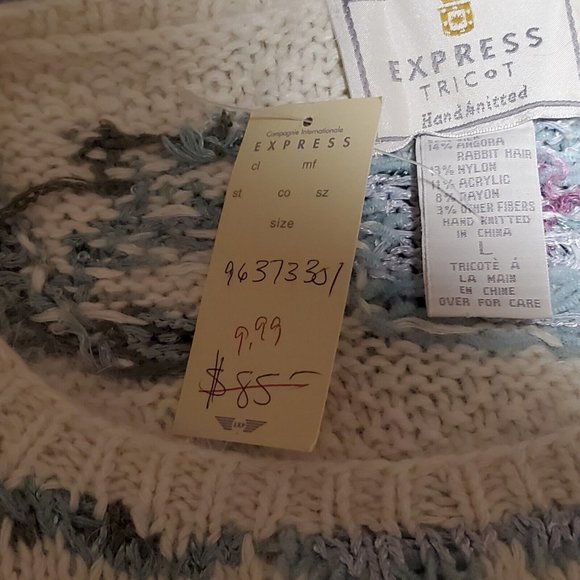 EXPRESS
TRICOT
Hand Knitted
14% ANGORA
RABBIT HAIR
13% NYLON
11% ACRYLIC
8% RAYON
3% OTHER FIBERS
HAND KNITTED
IN CHINA
L
TRICOTÉ À
LA MAIN
EN CHINE
OVER FOR CARE
Compagnie Internationale
EXPRESS
cl mf
st co sz
size
96373301
9.99
$85-
EXP